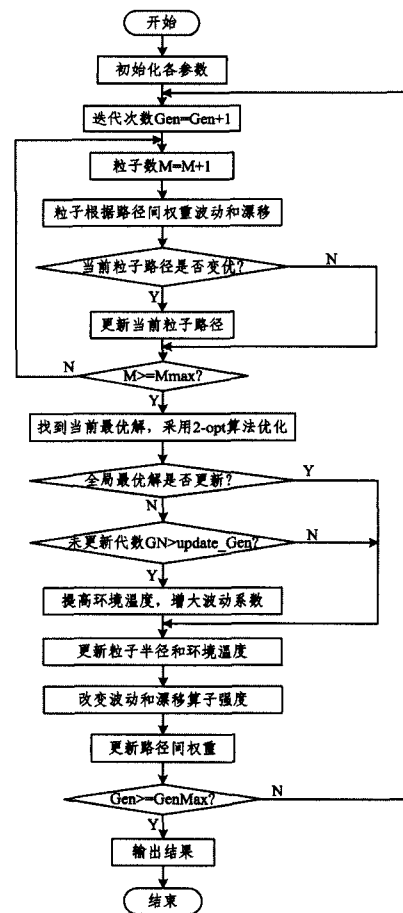 开始
初始化各参数
迭代次数Gen=Gen+1
粒子数M=M+1
粒子根据路径间权重波动和漂移
当前粒子路径是否变优?
N
Y
更新当前粒子路径
N
M>=Mmax?
Y
找到当前最优解，采用2-opt算法优化
全局最优解是否更新?
Y
N
未更新代数GN>update_Gen?
N
Y
提高环境温度，增大波动系数
更新粒子半径和环境温度
改变波动和漂移算子强度
更新路径间权重
Gen>=GenMax?
N
Y
输出结果
结束